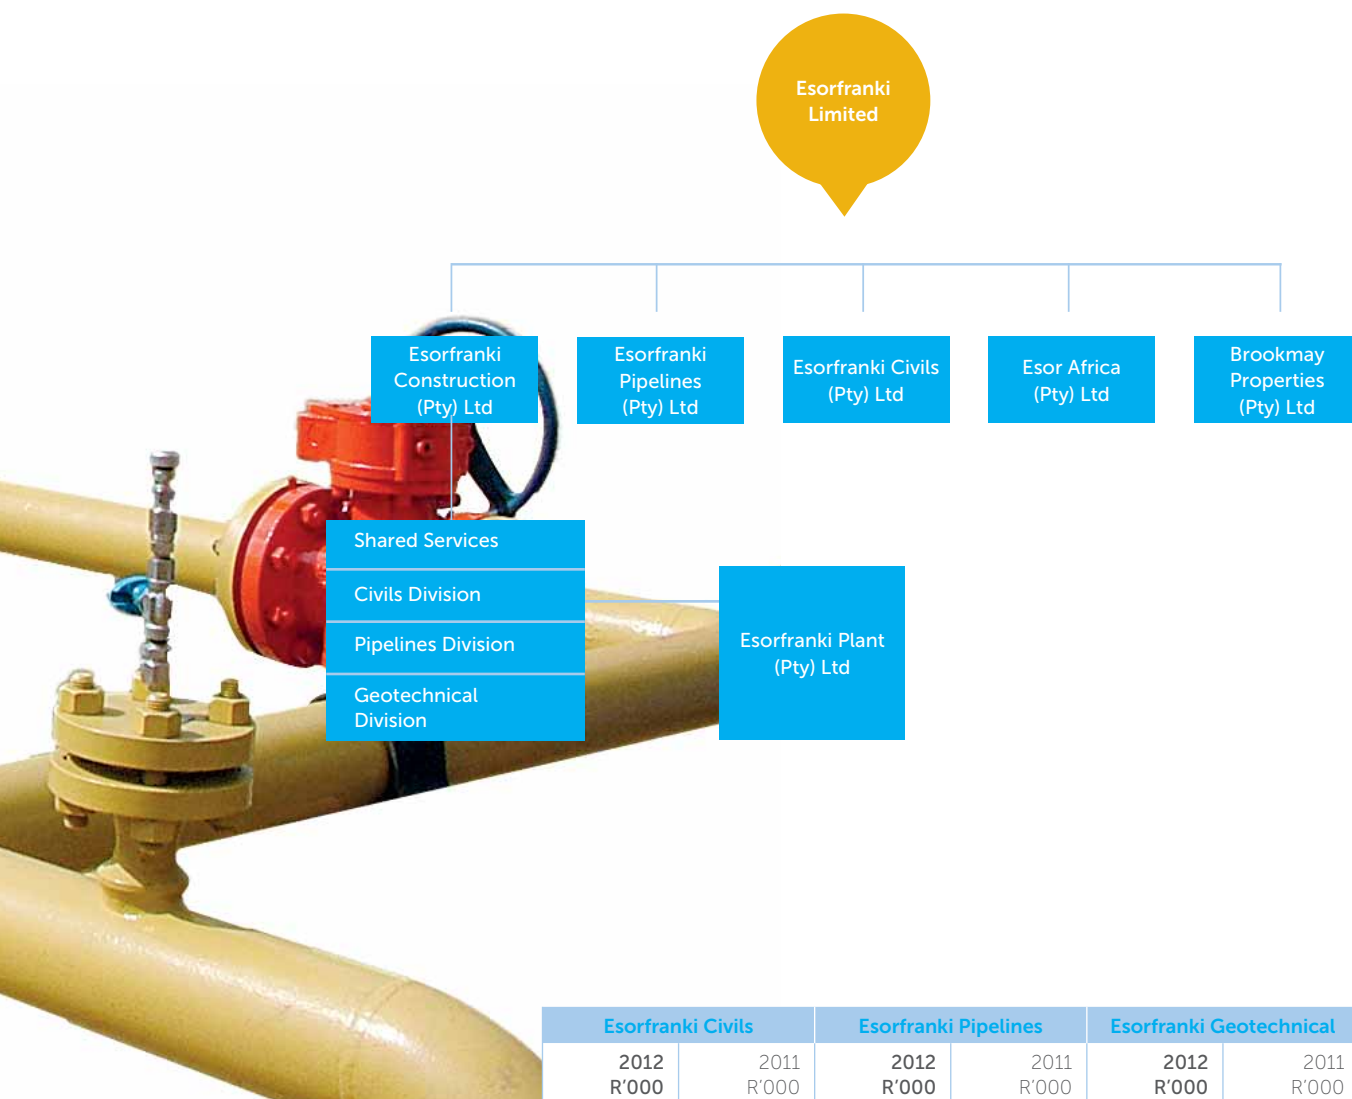 Esorfranki
Limited
Esorfranki
Construction
(Pty) Ltd
Esorfranki
Pipelines
(Pty) Ltd
Esorfranki Civils
(Pty) Ltd
Esor Africa
(Pty) Ltd
Brookmay
Properties
(Pty) Ltd
Shared Services
Civils Division
Pipelines Division
Geotechnical
Division
Esorfranki Plant
(Pty) Ltd
Esorfranki Civils Esorfranki Pipelines Esorfranki Geotechnical
2012 2011 2012 2011 2012 2011
R’000 R’000 R’000 R’000 R’000 R’000